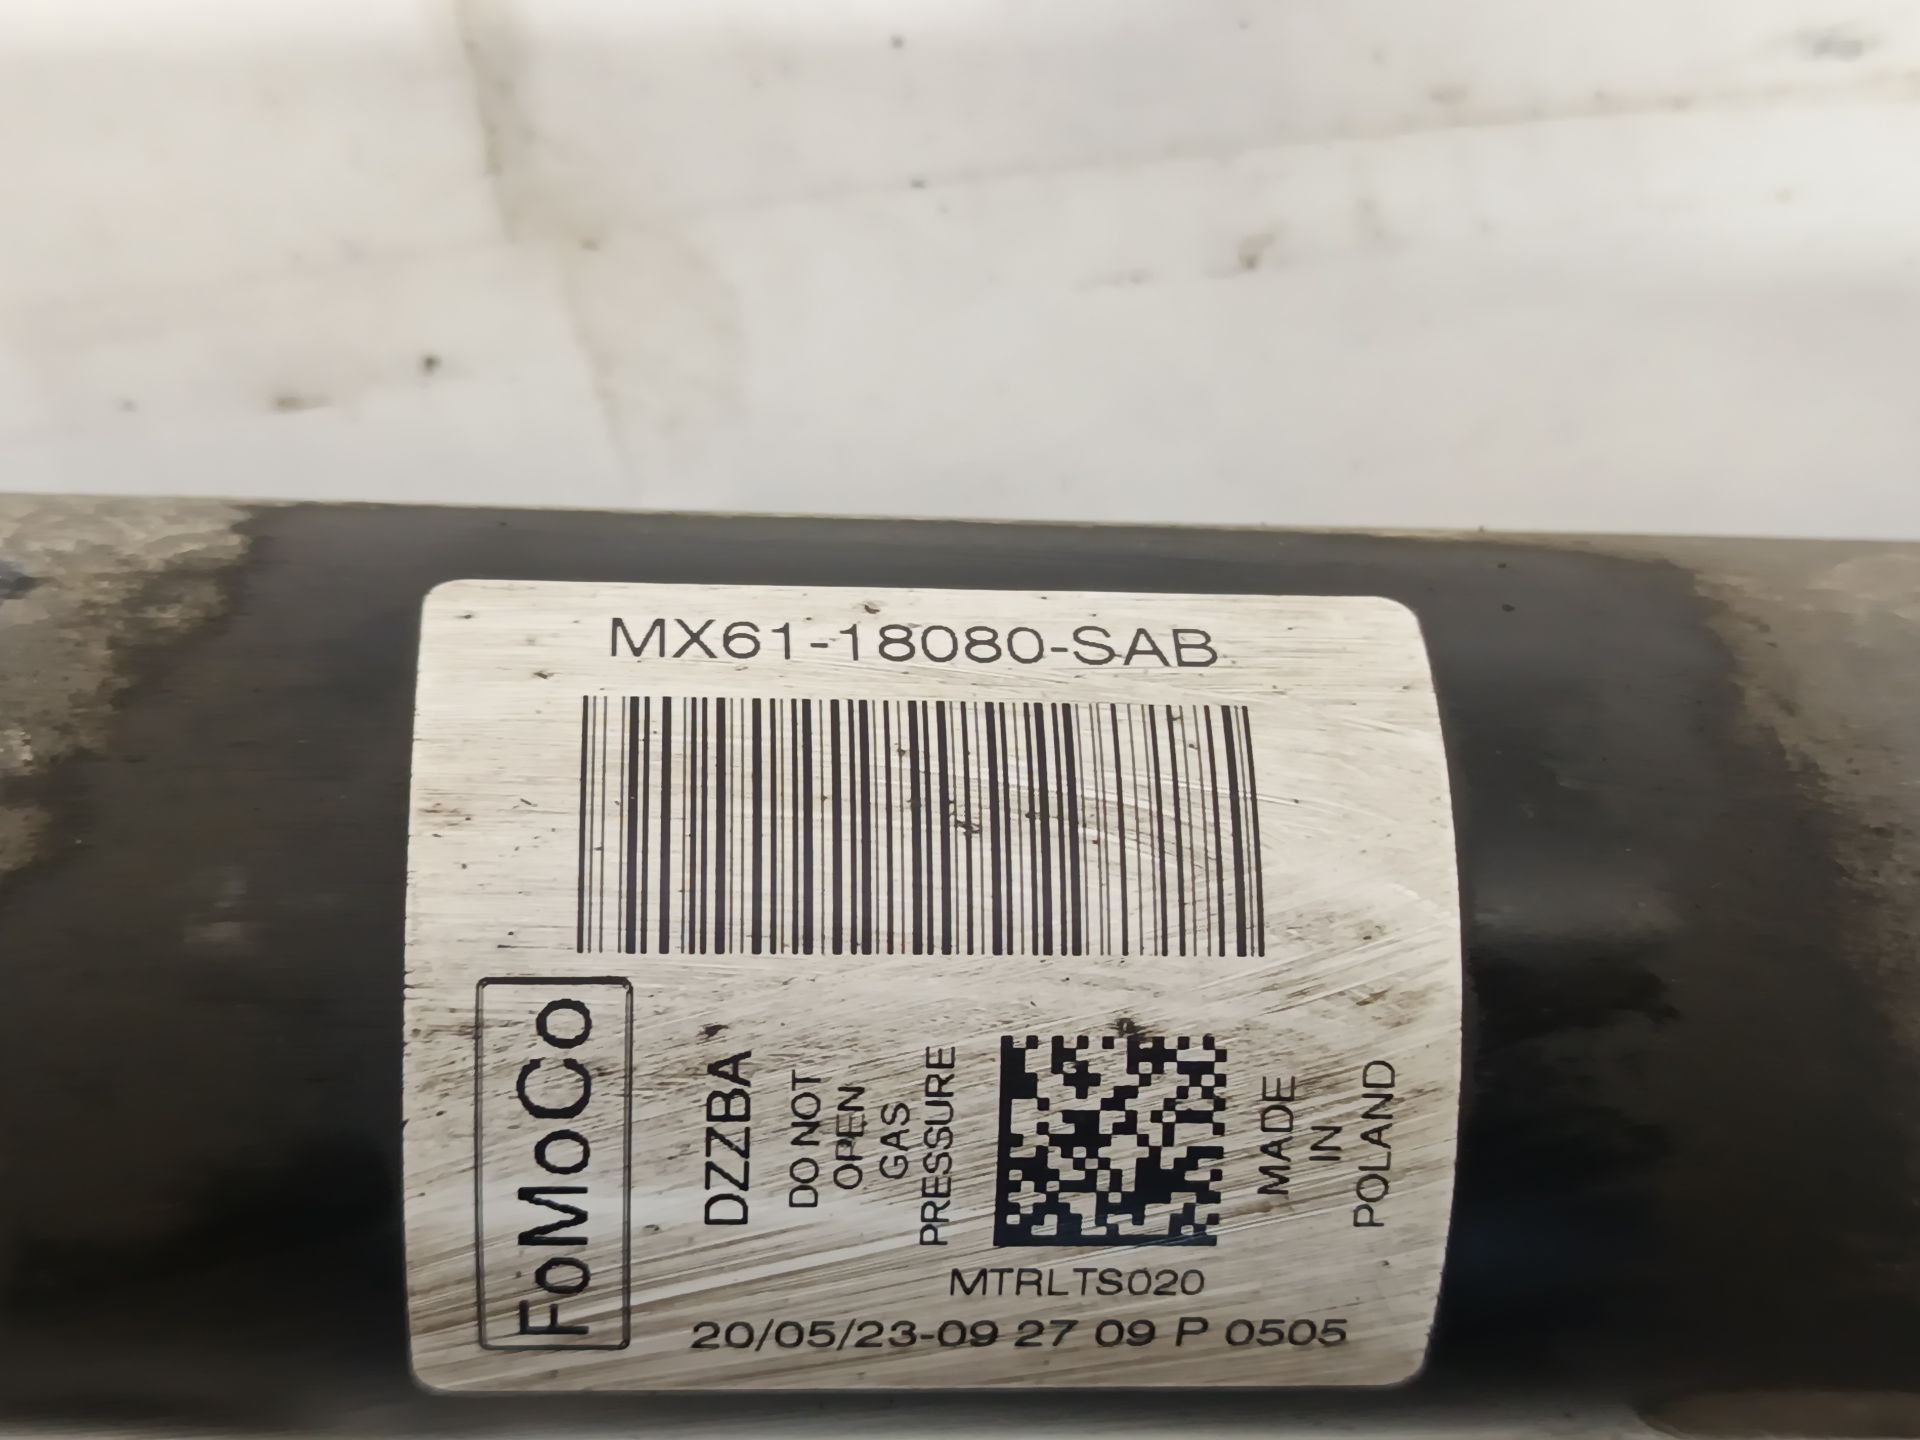 MX61-18080-SAB
FoMoCo
DZZBA
DO NOT
OPEN
GAS
PRESSURE
MADE
IN
POLAND
MTRLTS020
20/05/23-09 27 09 P 0505